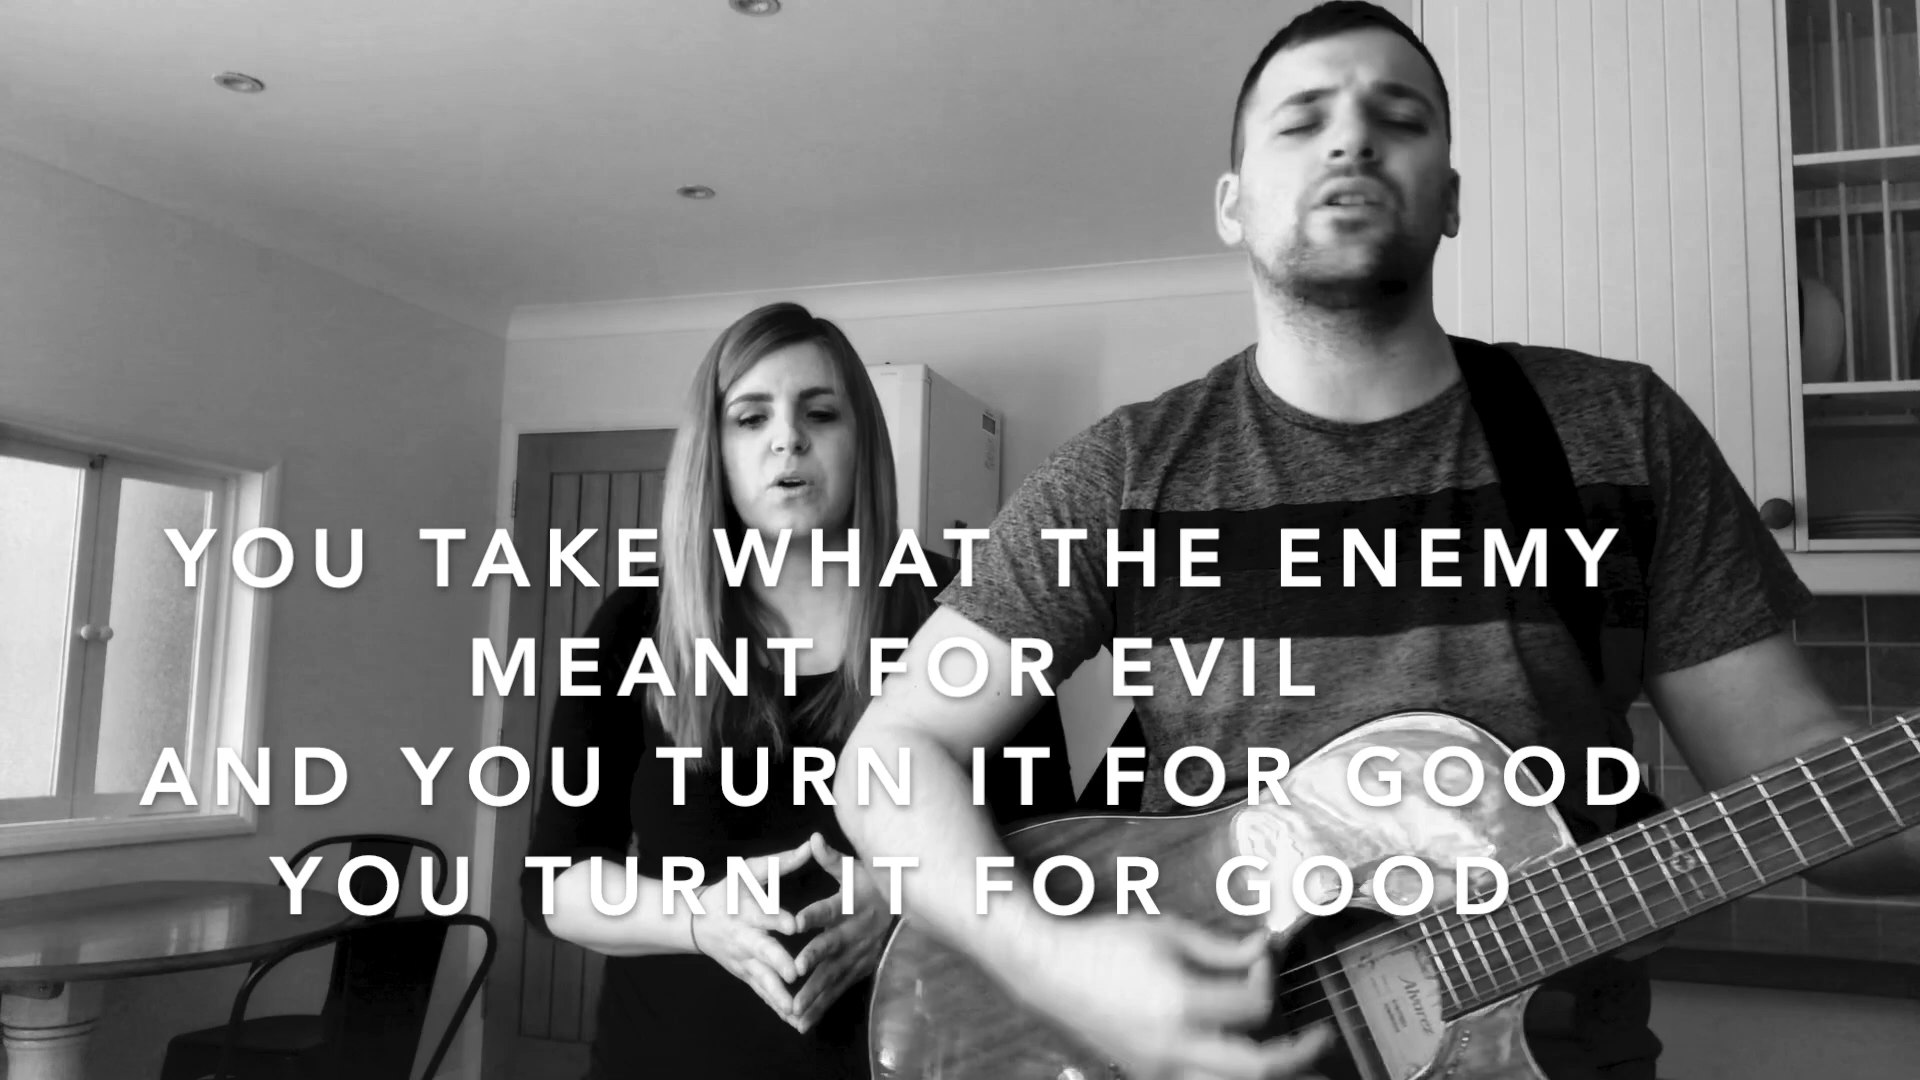 YOU TAKE WHAT THE ENEMY
MEANT FOR EVIL
AND YOU TURN IT FOR GOOD
YOU TURN IT FOR GOOD
Alvarez